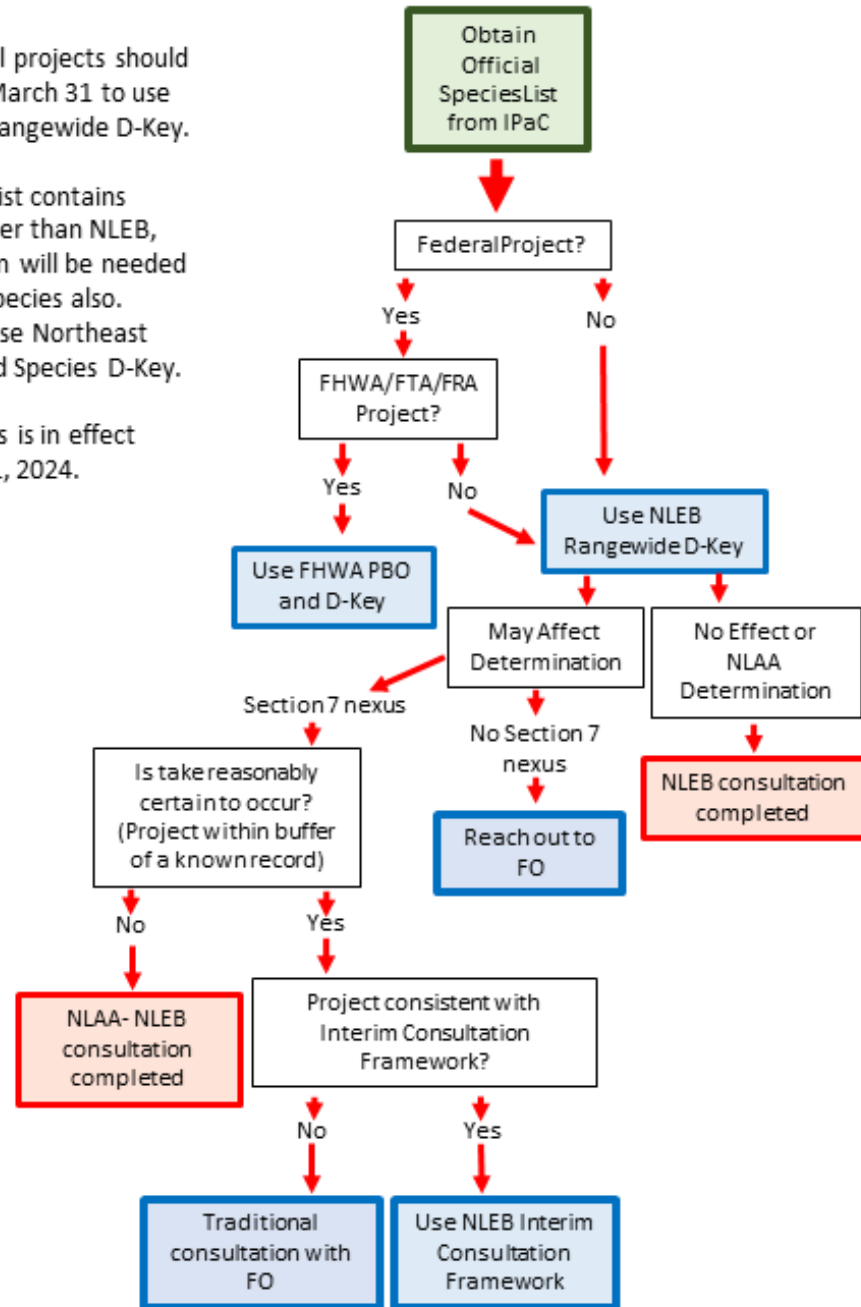 l projects should
March 31 to use
angewide D-Key.
ist contains
er than NLEB,
n will be needed
pecies also.
se Northeast
d Species D-Key.
s is in effect
, 2024.
Obtain
Official
SpeciesList
from IPaC
FederalProject?
Yes
No
FHWA/FTA/FRA
Project?
Yes
No
Use FHWA PBO
and D-Key
Use NLEB
Rangewide D-Key
May Affect
Determination
No Effect or
NLAA
Determination
Section 7 nexus
No Section 7
nexus
NLEB consultation
completed
Is take reasonably
certain to occur?
(Project within buffer
of a known record)
Reach out to
FO
No
Yes
NLAA- NLEB
consultation
completed
Project consistent with
Interim Consultation
Framework?
No
Yes
Traditional
consultation with
FO
Use NLEB Interim
Consultation
Framework